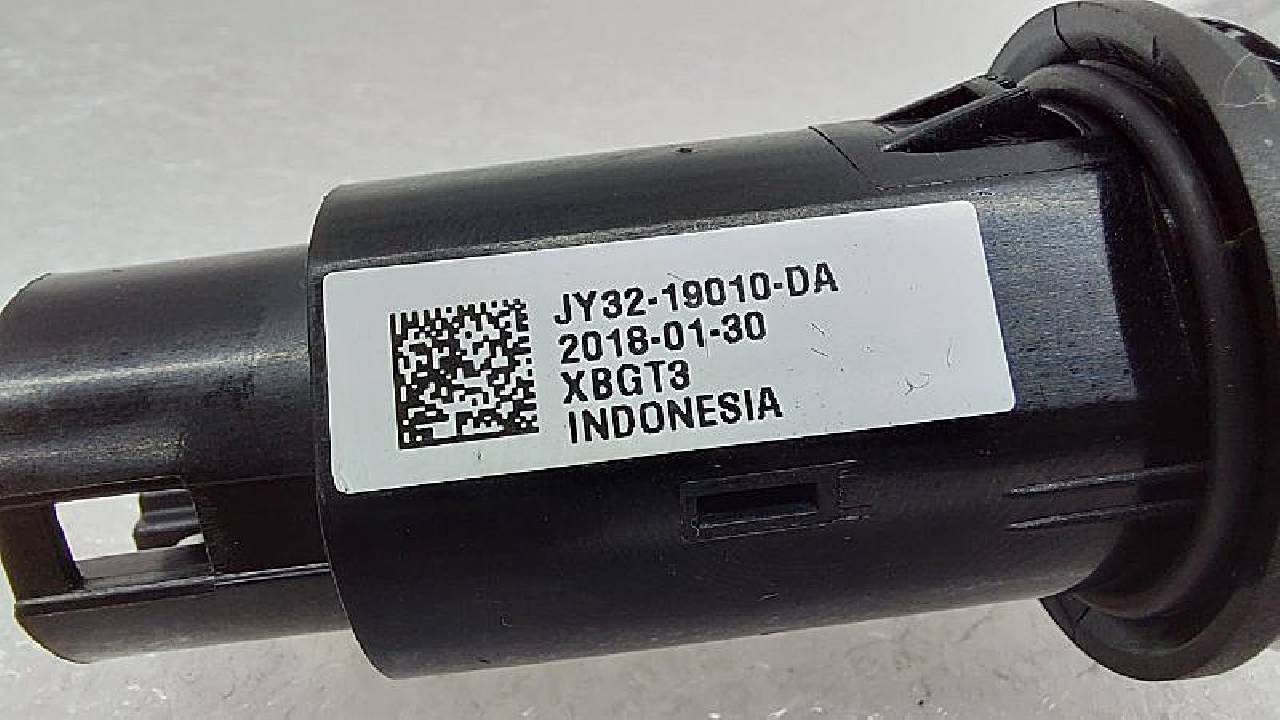 JY32-19010-DA
2018-01-30
XBGT3
INDONESIA